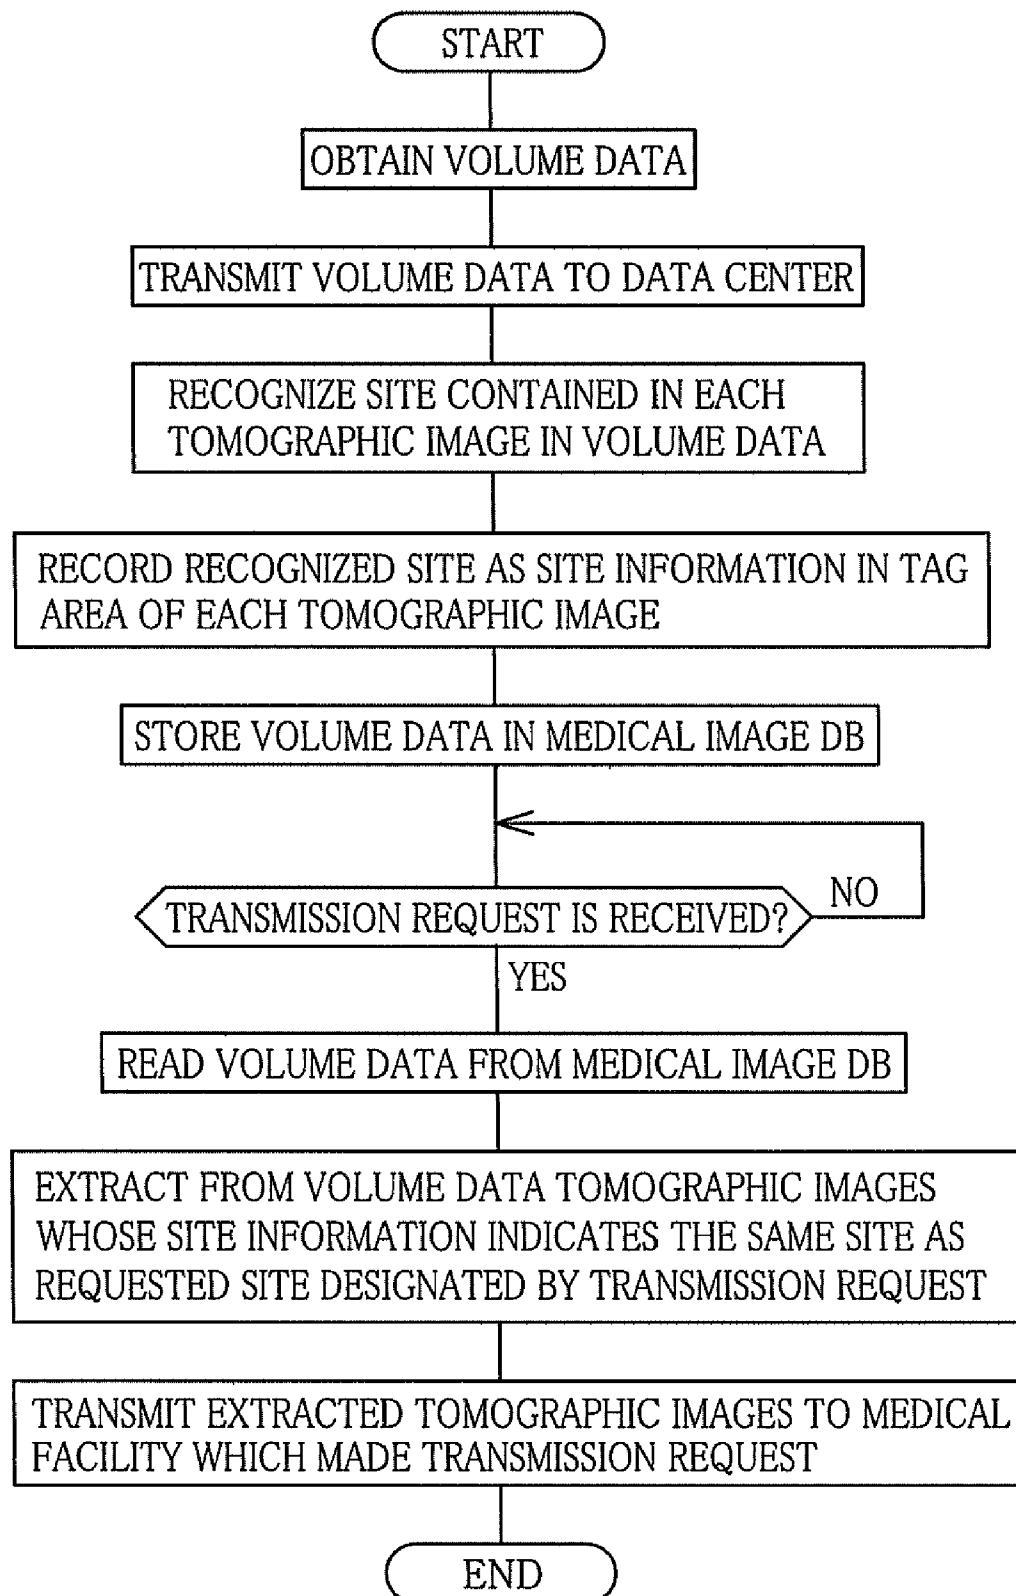 START
OBTAIN VOLUME DATA
TRANSMIT VOLUME DATA TO DATA CENTER
RECOGNIZE SITE CONTAINED IN EACH
TOMOGRAPHIC IMAGE IN VOLUME DATA
RECORD RECOGNIZED SITE AS SITE INFORMATION IN TAG
AREA OF EACH TOMOGRAPHIC IMAGE
STORE VOLUME DATA IN MEDICAL IMAGE DB
TRANSMISSION REQUEST IS RECEIVED?
NO
YES
READ VOLUME DATA FROM MEDICAL IMAGE DB
EXTRACT FROM VOLUME DATA TOMOGRAPHIC IMAGES
WHOSE SITE INFORMATION INDICATES THE SAME SITE AS
REQUESTED SITE DESIGNATED BY TRANSMISSION REQUEST
TRANSMIT EXTRACTED TOMOGRAPHIC IMAGES TO MEDICAL
FACILITY WHICH MADE TRANSMISSION REQUEST
END